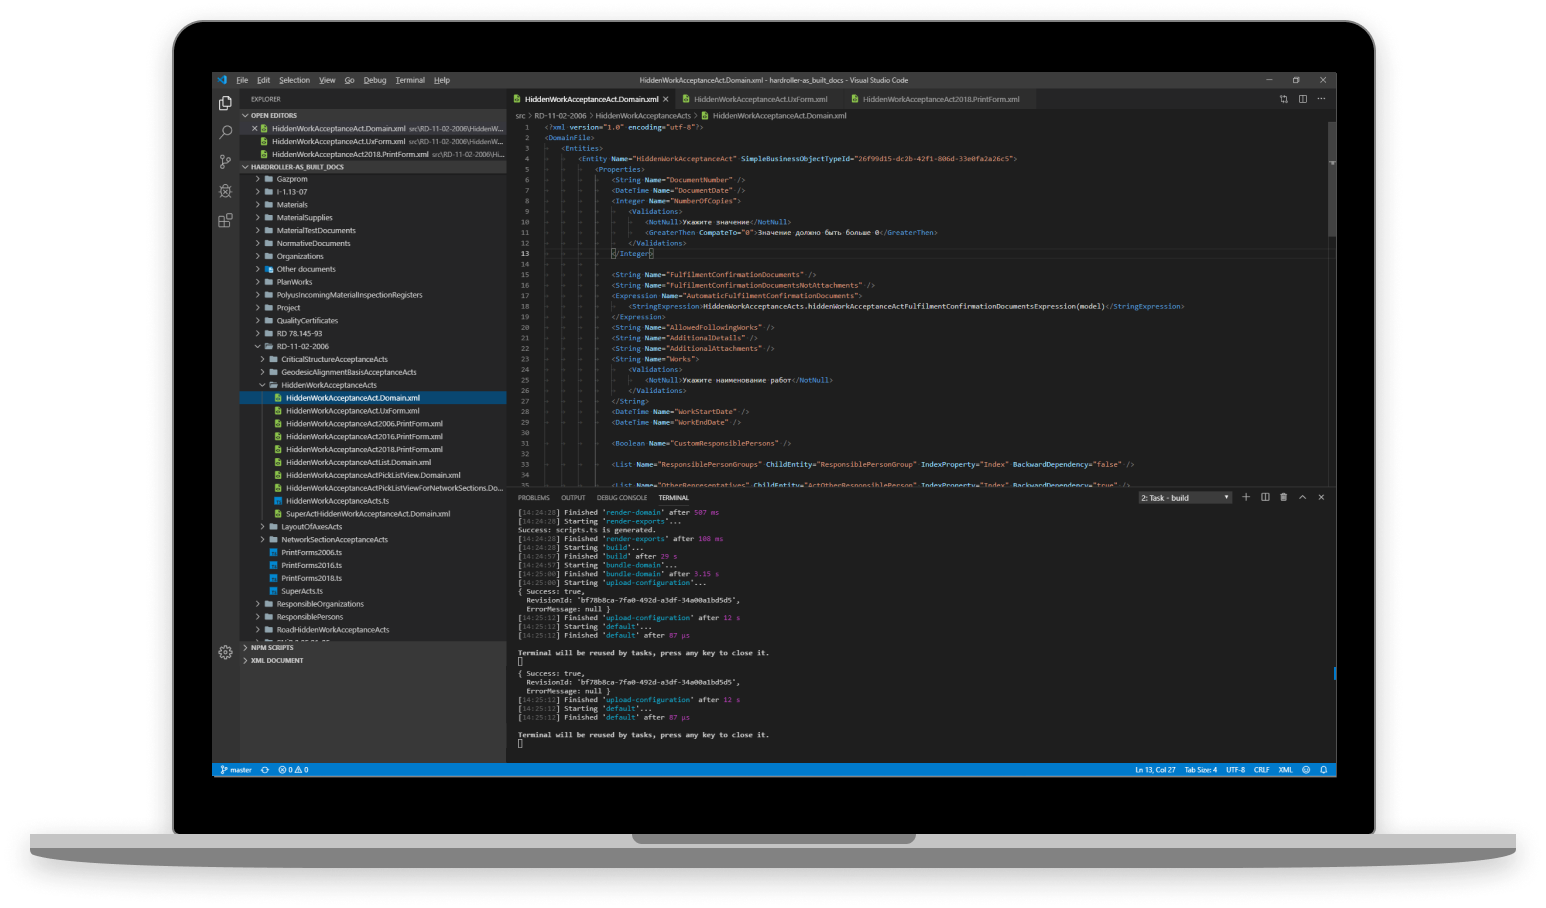 File Edit Selection View Go Debug Terminal Help
HiddenWorkAcceptanceAct.Domain.xml - hardroller-as_built_docs - Visual Studio Code
EXPLORER
OPEN EDITORS
HiddenWorkAcceptanceAct.Domain.xml src\RD-11-02-2006\HiddenW...
HiddenWorkAcceptanceAct.UxForm.xml src\RD-11-02-2006\HiddenW...
HiddenWorkAcceptanceAct2018.PrintForm.xml src\RD-11-02-2006\Hi...
HARDROLLER-AS_BUILT_DOCS
Gazprom
I-1.13-07
Materials
MaterialSupplies
MaterialTestDocuments
NormativeDocuments
Organizations
Other documents
PlanWorks
PolyusIncomingMaterialInspectionRegisters
Project
QualityCertificates
RD 78.145-93
RD-11-02-2006
CriticalStructureAcceptanceActs
GeodesicAlignmentBasisAcceptanceActs
HiddenWorkAcceptanceActs
HiddenWorkAcceptanceAct.Domain.xml
HiddenWorkAcceptanceAct.UxForm.xml
HiddenWorkAcceptanceAct2006.PrintForm.xml
HiddenWorkAcceptanceAct2016.PrintForm.xml
HiddenWorkAcceptanceAct2018.PrintForm.xml
HiddenWorkAcceptanceActList.Domain.xml
HiddenWorkAcceptanceActPickListView.Domain.xml
HiddenWorkAcceptanceActPickListViewForNetworkSections.Do...
HiddenWorkAcceptanceActs.ts
SuperActHiddenWorkAcceptanceAct.Domain.xml
LayoutOfAxesActs
NetworkSectionAcceptanceActs
PrintForms2006.ts
PrintForms2016.ts
PrintForms2018.ts
SuperActs.ts
ResponsibleOrganizations
ResponsiblePersons
RoadHiddenWorkAcceptanceActs
NPM SCRIPTS
XML DOCUMENT
HiddenWorkAcceptanceAct.Domain.xml HiddenWorkAcceptanceAct.UxForm.xml HiddenWorkAcceptanceAct2018.PrintForm.xml
src > RD-11-02-2006 > HiddenWorkAcceptanceActs > HiddenWorkAcceptanceAct.Domain.xml
1 <?xml version="1.0" encoding="utf-8"?>
2 <DomainFile>
3 <Entities>
4 <Entity Name="HiddenWorkAcceptanceAct" SimpleBusinessObjectTypeId="26f99d15-dc2b-42f1-806d-33e0fa2a26c5">
5 <Properties>
6 <String Name="DocumentNumber" />
7 <DateTime Name="DocumentDate" />
8 <Integer Name="NumberOfCopies">
9 <Validations>
10 <NotNull>Укажите значение</NotNull>
11 <GreaterThen CompateTo="0">Значение должно быть больше 0</GreaterThen>
12 </Validations>
13 </Integer>
14
15 <String Name="FulfilmentConfirmationDocuments" />
16 <String Name="FulfilmentConfirmationDocumentsNotAttachments" />
17 <Expression Name="AutomaticFulfilmentConfirmationDocuments">
18 <StringExpression>HiddenWorkAcceptanceActs.hiddenWorkAcceptanceActFulfilmentConfirmationDocumentsExpression(model)</StringExpression>
19 </Expression>
20 <String Name="AllowedFollowingWorks" />
21 <String Name="AdditionalDetails" />
22 <String Name="AdditionalAttachments" />
23 <String Name="Works">
24 <Validations>
25 <NotNull>Укажите наименование работ</NotNull>
26 </Validations>
27 </String>
28 <DateTime Name="WorkStartDate" />
29 <DateTime Name="WorkEndDate" />
30
31 <Boolean Name="CustomResponsiblePersons" />
32
33 <List Name="ResponsiblePersonGroups" ChildEntity="ResponsiblePersonGroup" IndexProperty="Index" BackwardDependency="false" />
34
<List Name="OtherRepresentatives" ChildEntity="ActOtherResponsiblePerson" IndexProperty="Index" BackwardDependency="true" />
PROBLEMS OUTPUT DEBUG CONSOLE TERMINAL 2: Task - build
[14:24:28] Finished 'render-domain' after 507 ms
[14:24:28] Starting 'render-exports'...
Success: scripts.ts is generated.
[14:24:28] Finished 'render-exports' after 108 ms
[14:24:28] Starting 'build'...
[14:24:57] Finished 'build' after 29 s
[14:24:57] Starting 'bundle-domain'...
[14:25:00] Finished 'bundle-domain' after 3.15 s
[14:25:00] Starting 'upload-configuration'...
{ Success: true,
RevisionId: 'bf78b8ca-7fa0-492d-a3df-34a00a1bd5d5',
ErrorMessage: null }
[14:25:12] Finished 'upload-configuration' after 12 s
[14:25:12] Starting 'default'...
[14:25:12] Finished 'default' after 87 μs
Terminal will be reused by tasks, press any key to close it.
{ Success: true,
RevisionId: 'bf78b8ca-7fa0-492d-a3df-34a00a1bd5d5',
ErrorMessage: null }
[14:25:12] Finished 'upload-configuration' after 12 s
[14:25:12] Starting 'default'...
[14:25:12] Finished 'default' after 87 μs
Terminal will be reused by tasks, press any key to close it.
master 0 0 Ln 13, Col 27 Tab Size: 4 UTF-8 CRLF XML